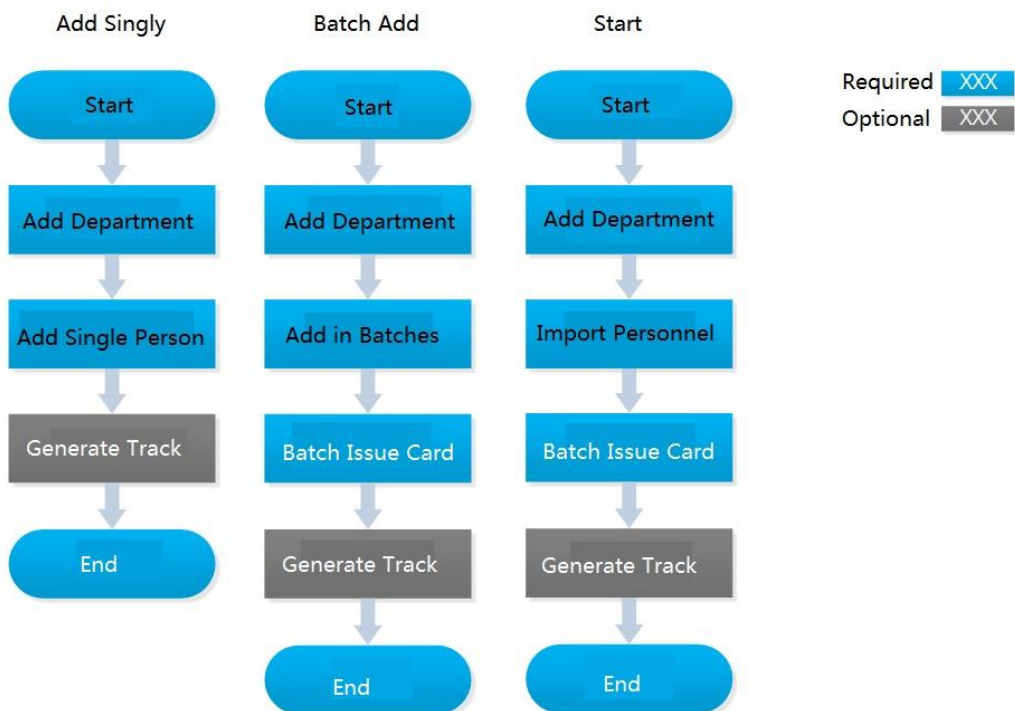 Add Singly
Batch Add
Start
Start
Add Department
Add Single Person
Generate Track
End
Start
Add Department
Add in Batches
Batch Issue Card
Generate Track
End
Start
Add Department
Import Personnel
Batch Issue Card
Generate Track
End
Required XXX
Optional XXX